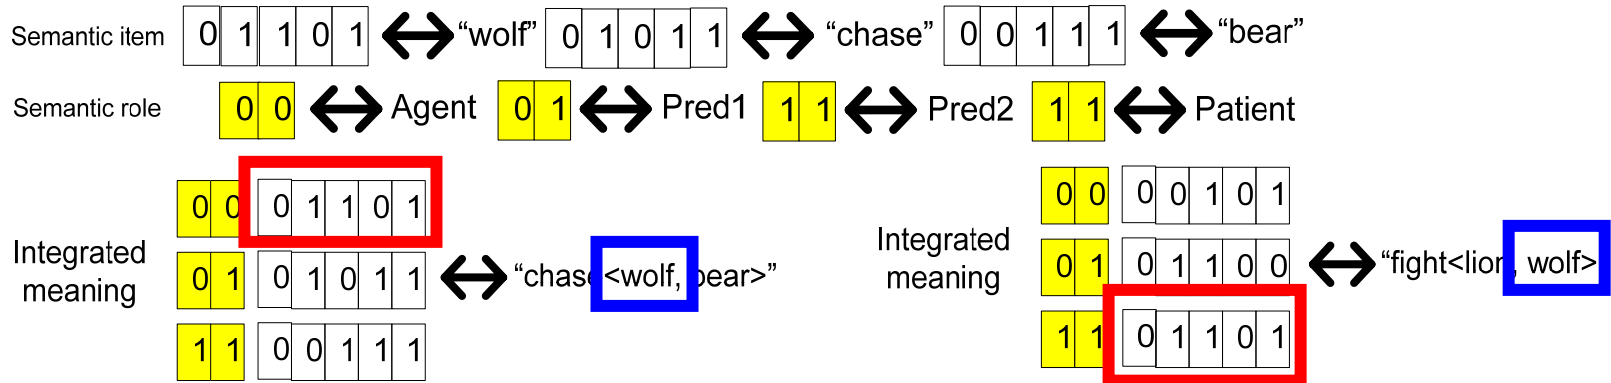 Semantic item 0 1 1 0 1 "wolf" 0 1 0 1 1 "chase" 0 0 1 1 1 "bear"
Semantic role 0 0 Agent 0 1 Pred1 1 1 Pred2 1 1 Patient
Integrated meaning
0 0 0 1 1 0 1
0 1 0 1 0 1 1
1 1 0 0 1 1 1
"chase<wolf, bear>"
Integrated meaning
0 0 0 0 1 0 1
0 1 0 1 1 0 0
1 1 0 1 1 0 1
"fight<lion, wolf>